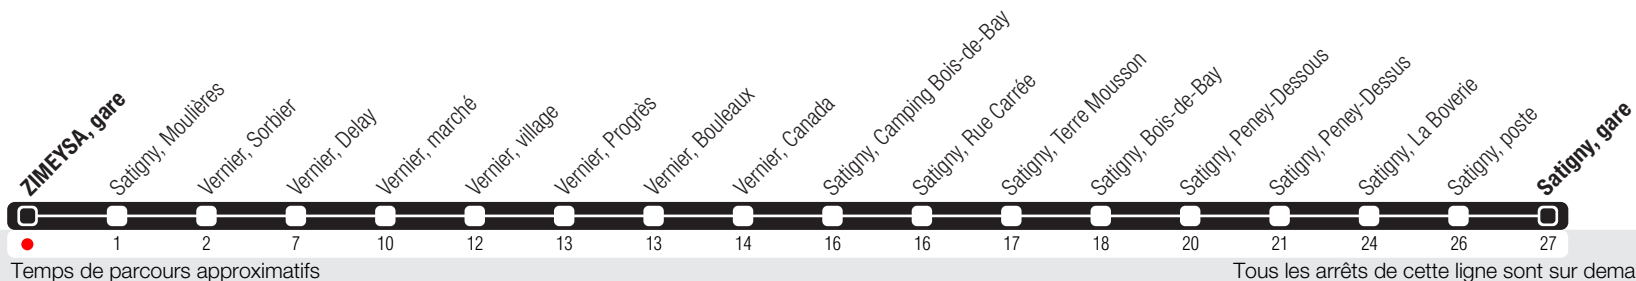 ZIMEYSA, gare
Satigny, Moulières
Vernier, Sorbier
Vernier, Delay
Vernier, marché
Vernier, village
Vernier, Progrès
Vernier, Bouleaux
Vernier, Canada
Satigny, Camping Bois-de-Bay
Satigny, Rue Carrée
Satigny, Terre Mousson
Satigny, Bois-de-Bay
Satigny, Peney-Dessous
Satigny, Peney-Dessus
Satigny, La Boverie
Satigny, poste
Satigny, gare
1 2 7 10 12 13 13 14 16 16 17 18 20 21 24 26 27
Temps de parcours approximatifs
Tous les arrêts de cette ligne sont sur dema